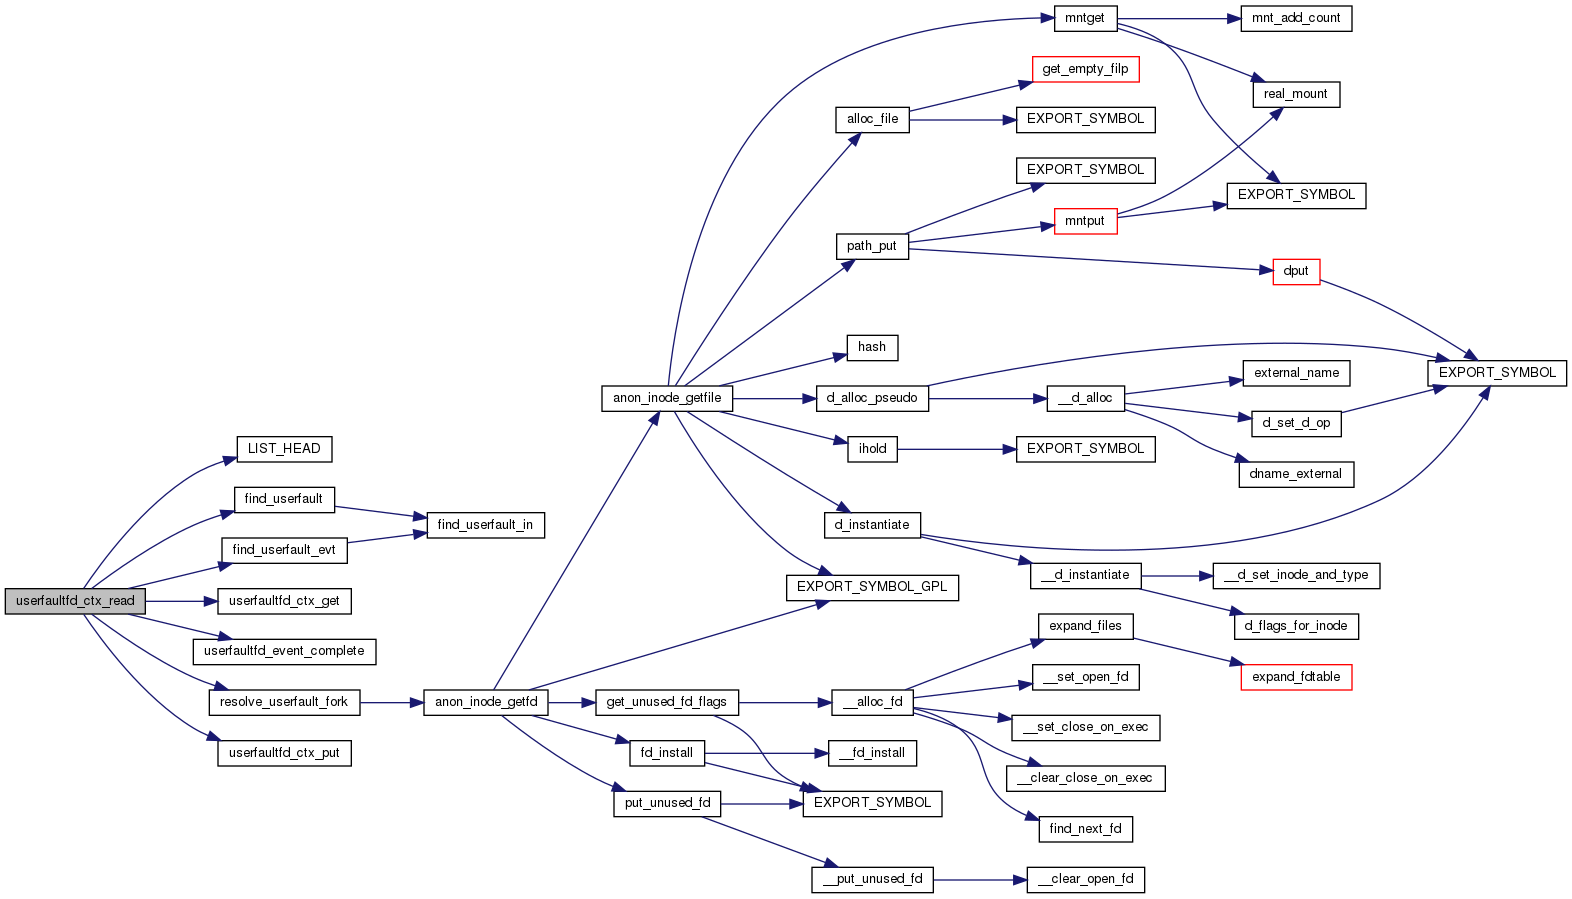 userfaultfd_ctx_read
LIST_HEAD
find_userfault
find_userfault_evt
userfaultfd_ctx_get
userfaultfd_event_complete
resolve_userfault_fork
userfaultfd_ctx_put
find_userfault_in
anon_inode_getfd
anon_inode_getfile
get_unused_fd_flags
fd_install
put_unused_fd
mntget
alloc_file
path_put
hash
d_alloc_pseudo
ihold
d_instantiate
EXPORT_SYMBOL_GPL
__alloc_fd
__fd_install
EXPORT_SYMBOL
__put_unused_fd
get_empty_filp
EXPORT_SYMBOL
EXPORT_SYMBOL
mntput
__d_alloc
EXPORT_SYMBOL
__d_instantiate
expand_files
__set_open_fd
__set_close_on_exec
__clear_close_on_exec
find_next_fd
__clear_open_fd
mnt_add_count
real_mount
EXPORT_SYMBOL
dput
external_name
d_set_d_op
dname_external
__d_set_inode_and_type
d_flags_for_inode
expand_fdtable
EXPORT_SYMBOL